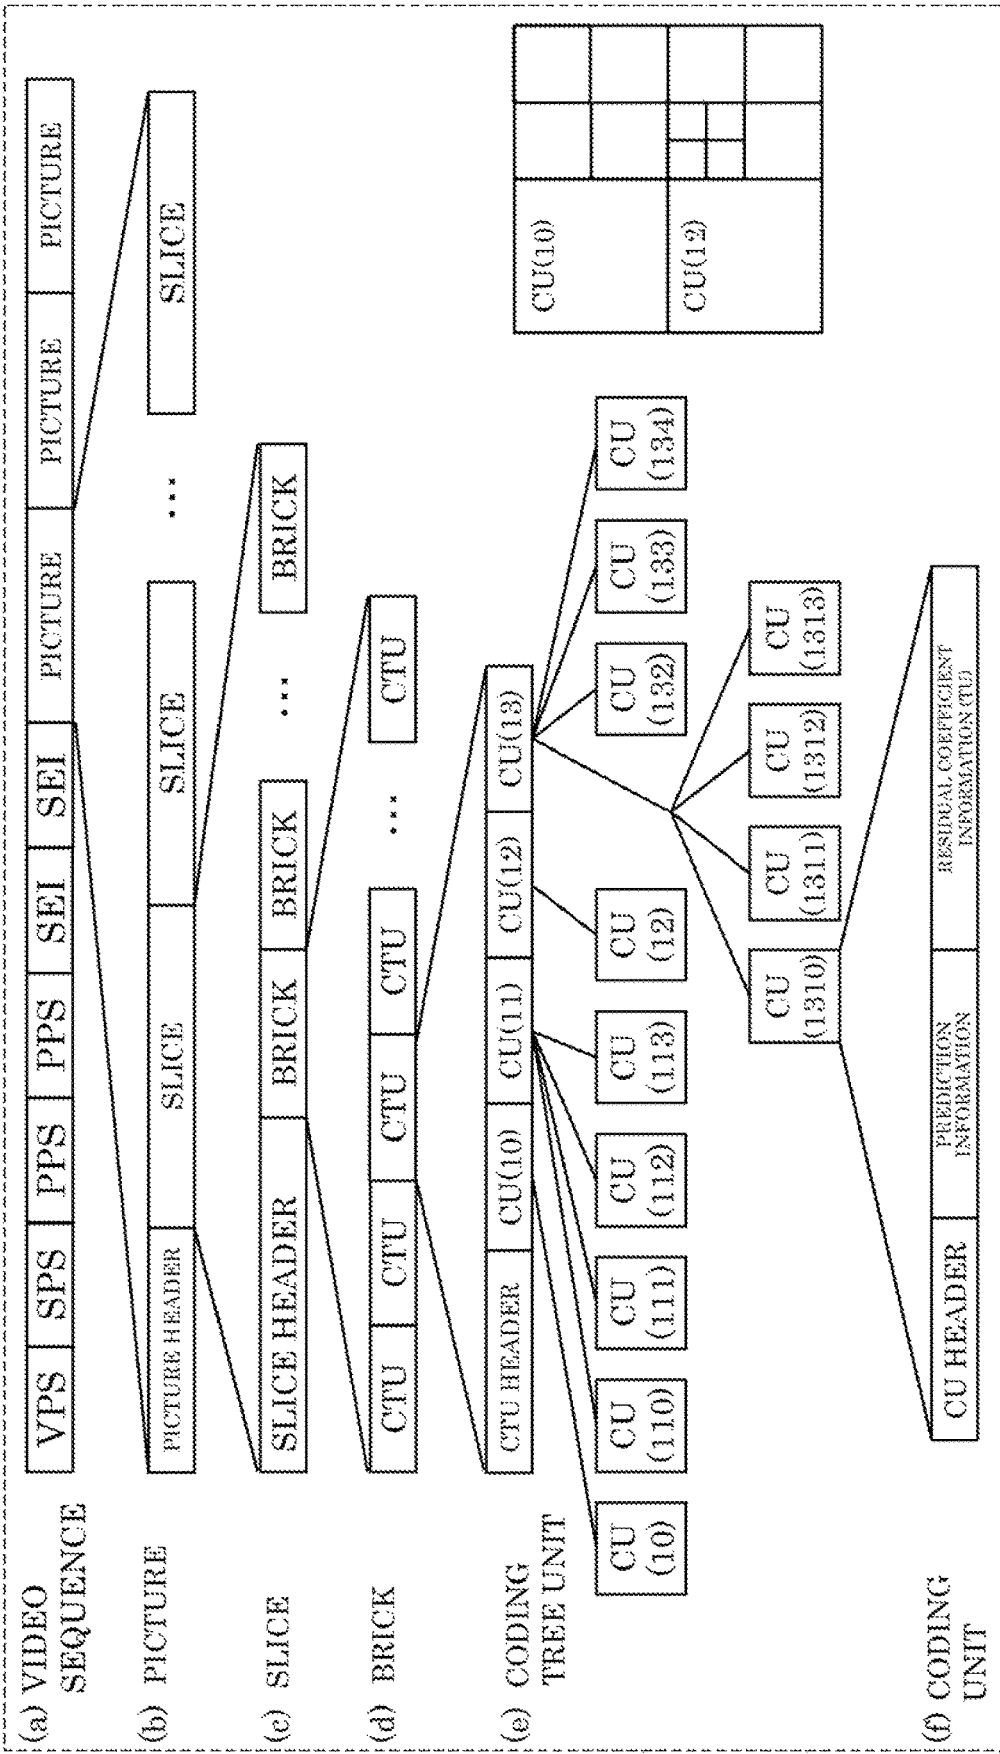 (a) VIDEO
SEQUENCE
VPS SPS PPS PPS SEI SEI PICTURE PICTURE PICTURE
(b) PICTURE
PICTURE HEADER SLICE SLICE ... SLICE
(c) SLICE
SLICE HEADER BRICK BRICK ... BRICK
(d) BRICK
CTU CTU CTU CTU ... CTU
(e) CODING
TREE UNIT
CTU HEADER CU(10) CU(11) CU(12) CU(13)
CU
(10)
CU
(110)
CU
(111)
CU
(112)
CU
(113)
CU
(12)
CU
(132)
CU
(133)
CU
(134)
CU
(1310)
CU
(1311)
CU
(1312)
CU
(1313)
CU(10)
CU(12)
(f) CODING
UNIT
CU HEADER
PREDICTION
INFORMATION
RESIDUAL COEFFICIENT
INFORMATION (TU)